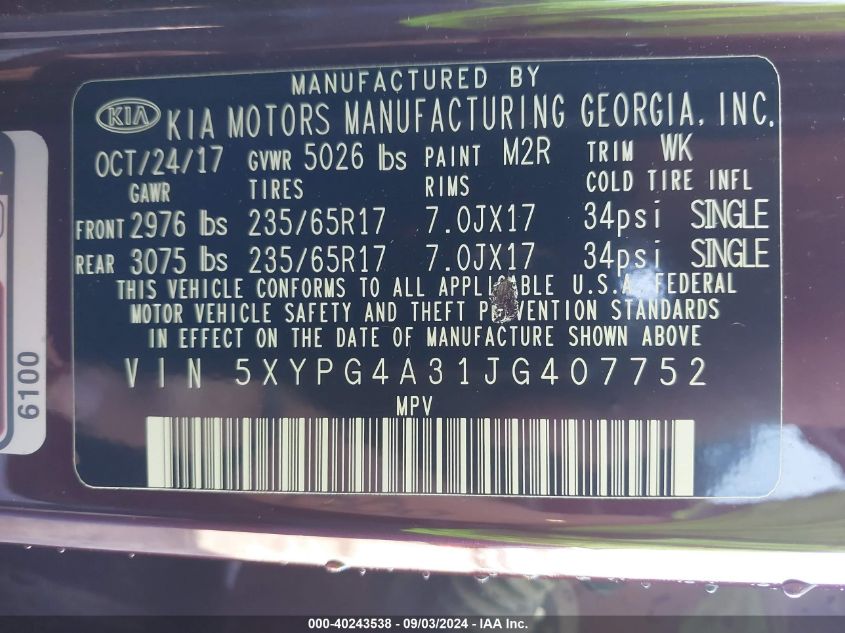 MANUFACTURED BY
KIA KIA MOTORS MANUFACTURING GEORGIA, INC.
OCT/24/17 GVWR 5026 lbs PAINT M2R TRIM WK
GAWR TIRES RIMS COLD TIRE INFL
FRONT 2976 lbs 235/65R17 7.0JX17 34psi SINGLE
REAR 3075 lbs 235/65R17 7.0JX17 34psi SINGLE
THIS VEHICLE CONFORMS TO ALL APPLICABLE U.S.A. FEDERAL
MOTOR VEHICLE SAFETY AND THEFT PREVENTION STANDARDS
IN EFFECT ON THE DATE OF MANUFACTURE SHOWN ABOVE
VIN 5XYPG4A31JG407752
MPV
6100
000-40243538 - 09/03/2024 - IAA Inc.